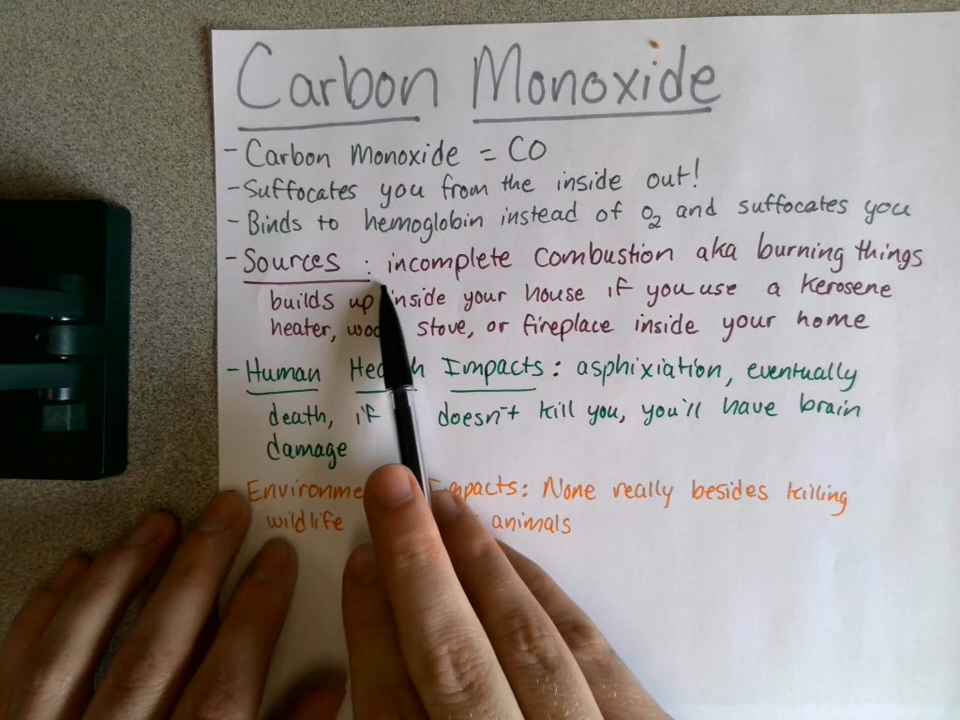 Carbon Monoxide
- Carbon Monoxide = CO
- Suffocates you from the inside out!
- Binds to hemoglobin instead of O2 and suffocates you
- Sources : incomplete combustion aka burning things
builds up inside your house if you use a kerosene
heater, stove, or fireplace inside your home
- Human Impacts : asphixiation, eventually
death, if doesn't kill you, you'll have brain
damage
Impacts: None really besides killing
wildlife animals